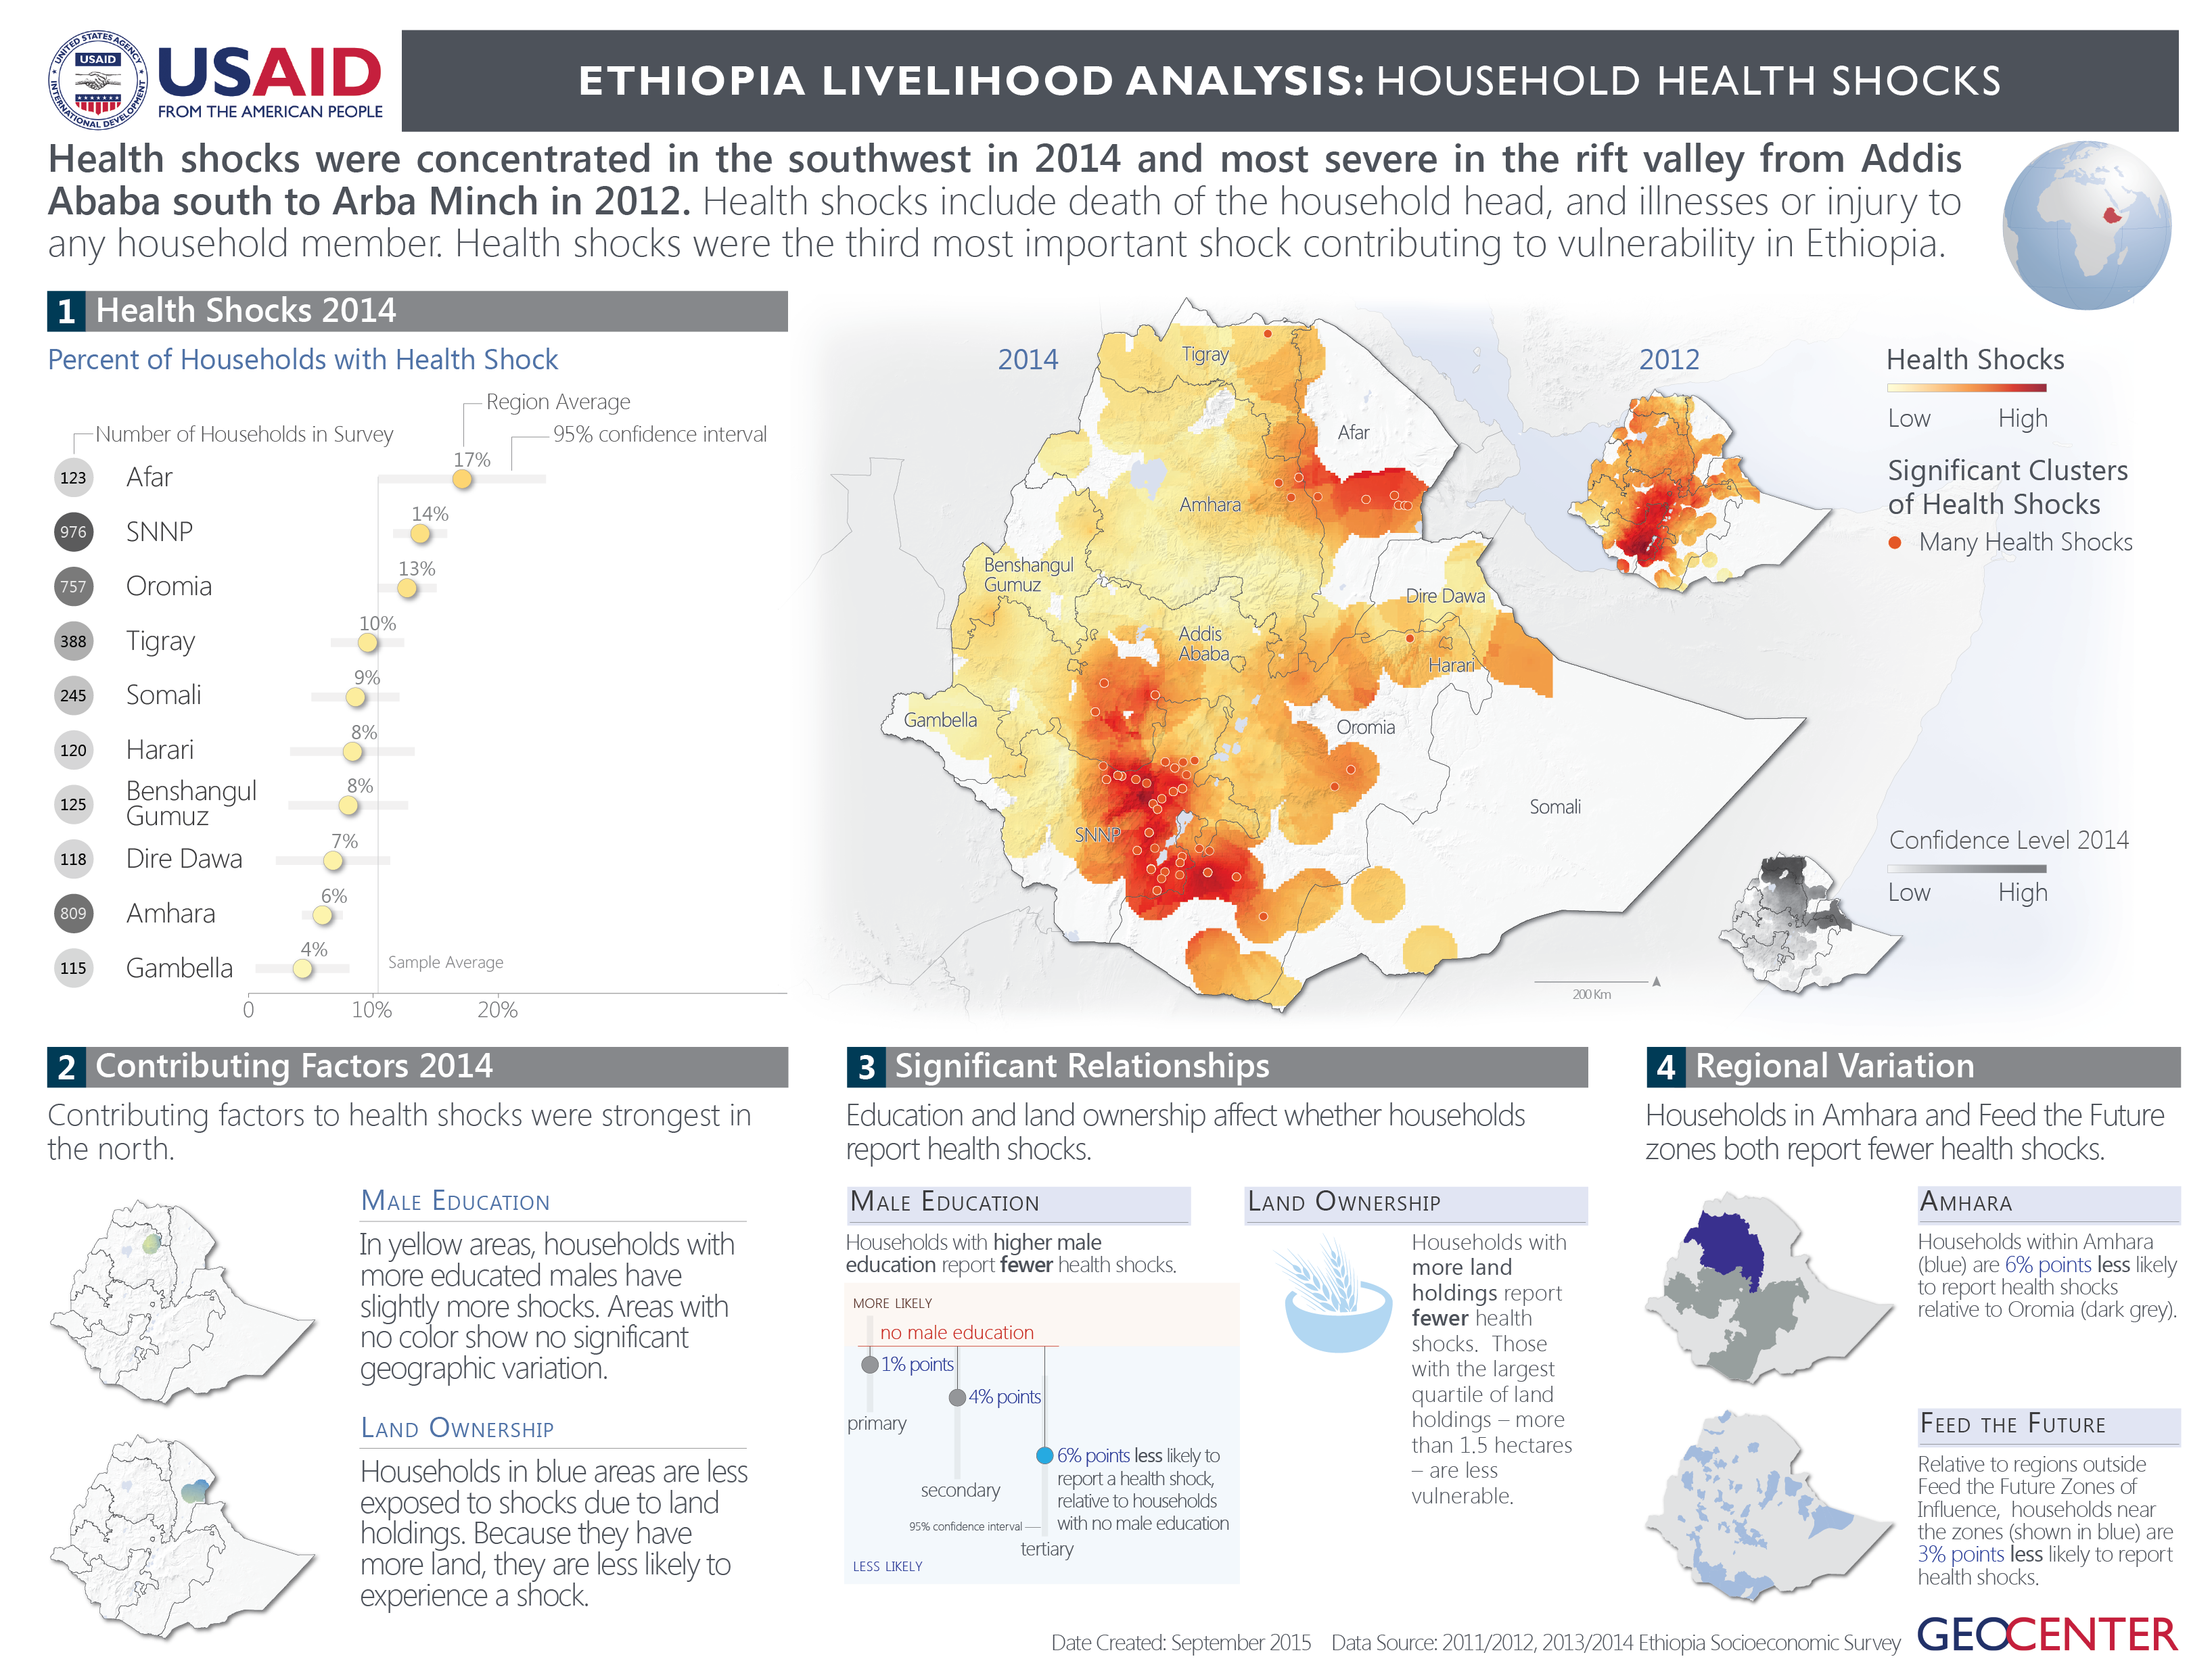 UNITED STATES AGENCY
USAID
INTERNATIONAL DEVELOPMENT
USAID
FROM THE AMERICAN PEOPLE
ETHIOPIA LIVELIHOOD ANALYSIS: HOUSEHOLD HEALTH SHOCKS
Health shocks were concentrated in the southwest in 2014 and most severe in the rift valley from Addis
Ababa south to Arba Minch in 2012. Health shocks include death of the household head, and illnesses or injury to
any household member. Health shocks were the third most important shock contributing to vulnerability in Ethiopia.
1 Health Shocks 2014
Percent of Households with Health Shock
Region Average
Number of Households in Survey
95% confidence interval
123 Afar 17%
976 SNNP 14%
757 Oromia 13%
388 Tigray 10%
245 Somali 9%
120 Harari 8%
125 Benshangul
Gumuz 8%
118 Dire Dawa 7%
809 Amhara 6%
115 Gambella 4%
Sample Average
0 10% 20%
2014
Tigray
Afar
Amhara
Benshangul
Gumuz
Dire Dawa
Addis
Ababa
Harari
Gambella
Oromia
SNNP
Somali
200 Km
2012
Health Shocks
Low High
Significant Clusters
of Health Shocks
Many Health Shocks
Confidence Level 2014
Low High
2 Contributing Factors 2014
Contributing factors to health shocks were strongest in
the north.
MALE EDUCATION
In yellow areas, households with
more educated males have
slightly more shocks. Areas with
no color show no significant
geographic variation.
LAND OWNERSHIP
Households in blue areas are less
exposed to shocks due to land
holdings. Because they have
more land, they are less likely to
experience a shock.
3 Significant Relationships
Education and land ownership affect whether households
report health shocks.
MALE EDUCATION
Households with higher male
education report fewer health shocks.
MORE LIKELY
no male education
1% points
4% points
primary
6% points less likely to
report a health shock,
relative to households
with no male education
secondary
95% confidence interval
tertiary
LESS LIKELY
LAND OWNERSHIP
Households with
more land
holdings report
fewer health
shocks. Those
with the largest
quartile of land
holdings – more
than 1.5 hectares
– are less
vulnerable.
4 Regional Variation
Households in Amhara and Feed the Future
zones both report fewer health shocks.
AMHARA
Households within Amhara
(blue) are 6% points less likely
to report health shocks
relative to Oromia (dark grey).
FEED THE FUTURE
Relative to regions outside
Feed the Future Zones of
Influence, households near
the zones (shown in blue) are
3% points less likely to report
health shocks.
Date Created: September 2015 Data Source: 2011/2012, 2013/2014 Ethiopia Socioeconomic Survey
GEOCENTER